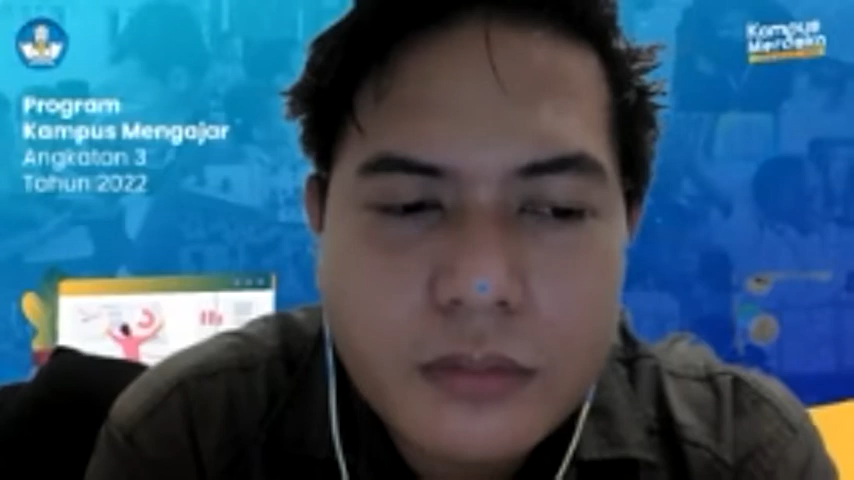 Program
Kampus Mengajar
Angkatan 3
Tahun 2022
Kampus
Merdeka